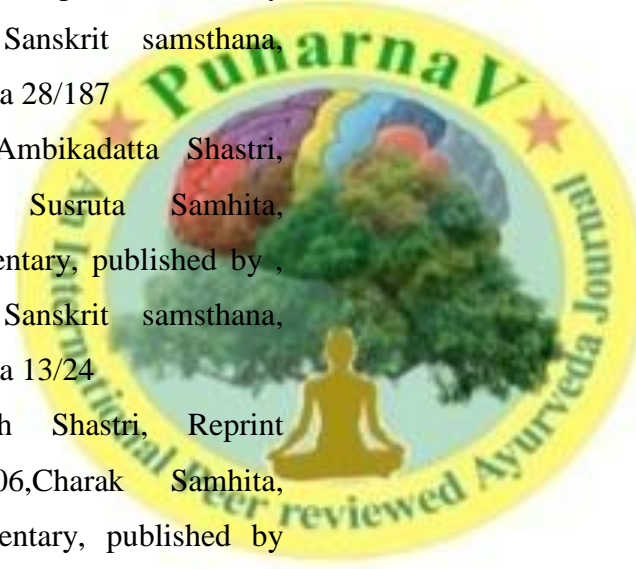 Sanskrit samsthana,
a 28/187
Ambikadatta Shastri,
Susruta Samhita,
entary, published by ,
Sanskrit samsthana,
a 13/24
h Shastri, Reprint
06,Charak Samhita,
entary, published by
PunarnaV
An International Peer reviewed Ayurveda Journal